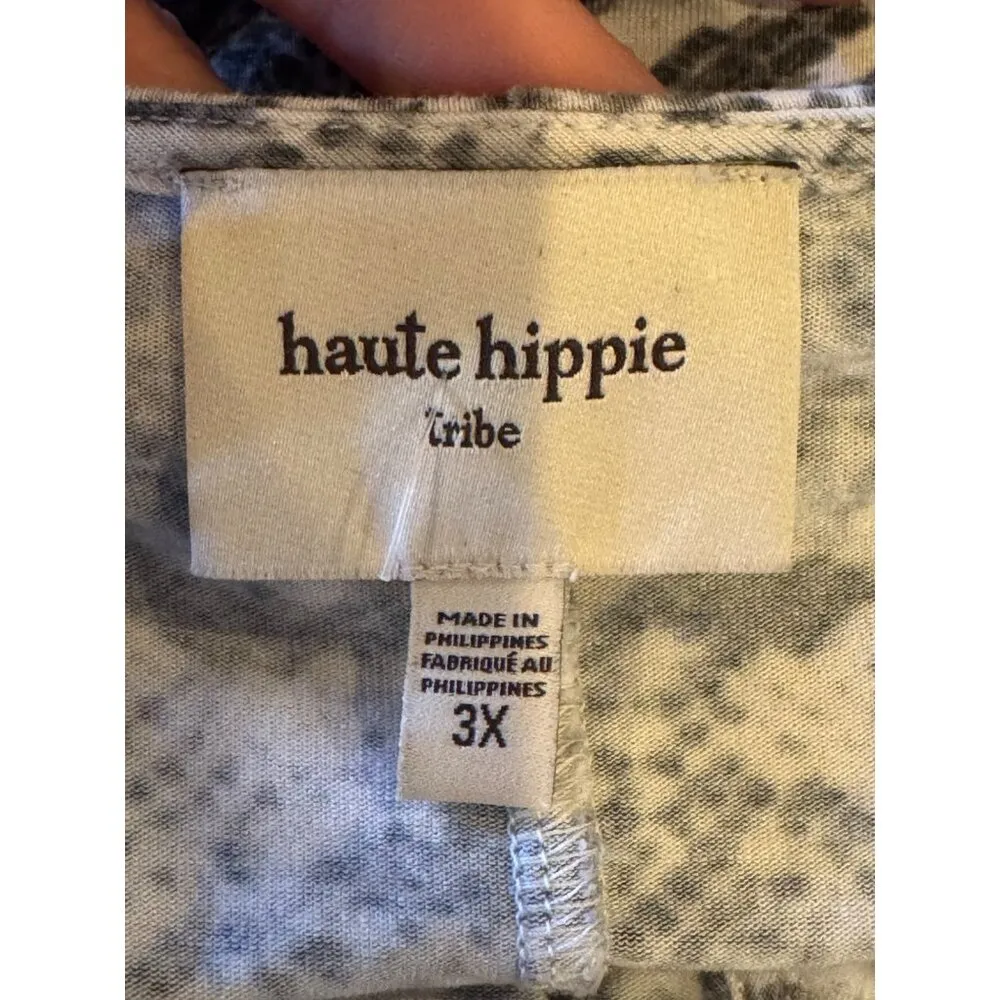 haute hippie
tribe
MADE IN
PHILIPPINES
FABRIQUÉ AU
PHILIPPINES
3X